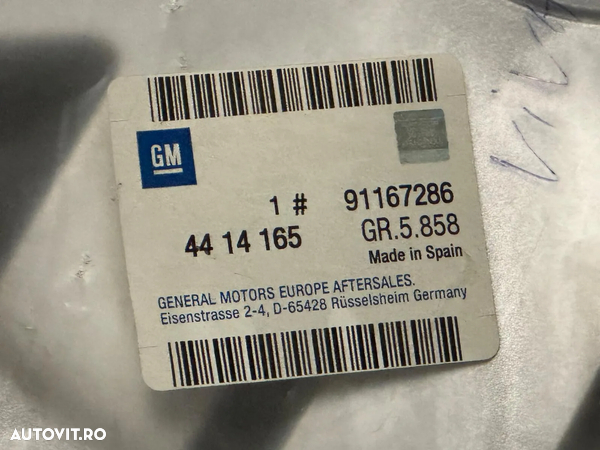 GM
1 # 91167286
44 14 165 GR.5.858
Made in Spain
GENERAL MOTORS EUROPE AFTERSALES.
Eisenstrasse 2-4, D-65428 Rüsselsheim Germany
AUTOVIT.RO